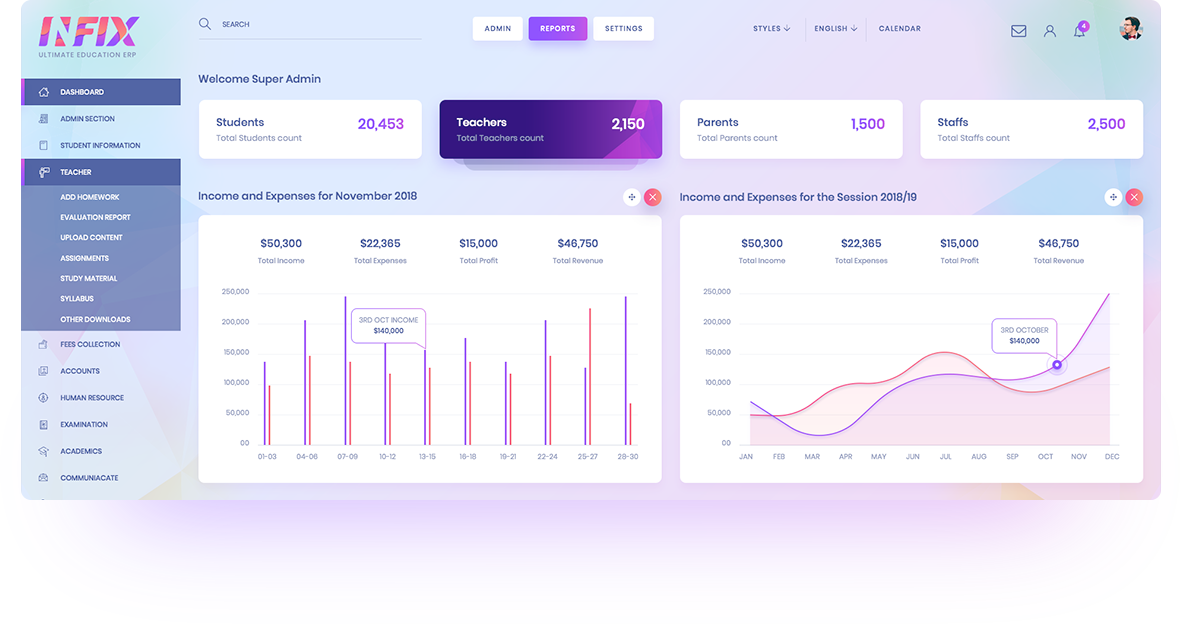 INFIX
ULTIMATE EDUCATION ERP
SEARCH
ADMIN
REPORTS
SETTINGS
STYLES
ENGLISH
CALENDAR
4
DASHBOARD
ADMIN SECTION
STUDENT INFORMATION
TEACHER
ADD HOMEWORK
EVALUATION REPORT
UPLOAD CONTENT
ASSIGNMENTS
STUDY MATERIAL
SYLLABUS
OTHER DOWNLOADS
FEES COLLECTION
ACCOUNTS
HUMAN RESOURCE
EXAMINATION
ACADEMICS
COMMUNIACATE
Welcome Super Admin
Students 20,453
Total Students count
Teachers 2,150
Total Teachers count
Parents 1,500
Total Parents count
Staffs 2,500
Total Staffs count
Income and Expenses for November 2018
$50,300 $22,365 $15,000 $46,750
Total Income Total Expenses Total Profit Total Revenue
250,000
200,000
150,000
100,000
50,000
00
3RD OCT INCOME
$140,000
01-03 04-06 07-09 10-12 13-15 16-18 19-21 22-24 25-27 28-30
Income and Expenses for the Session 2018/19
$50,300 $22,365 $15,000 $46,750
Total Income Total Expenses Total Profit Total Revenue
250,000
200,000
150,000
100,000
50,000
00
3RD OCTOBER
$140,000
JAN FEB MAR APR MAY JUN JUL AUG SEP OCT NOV DEC